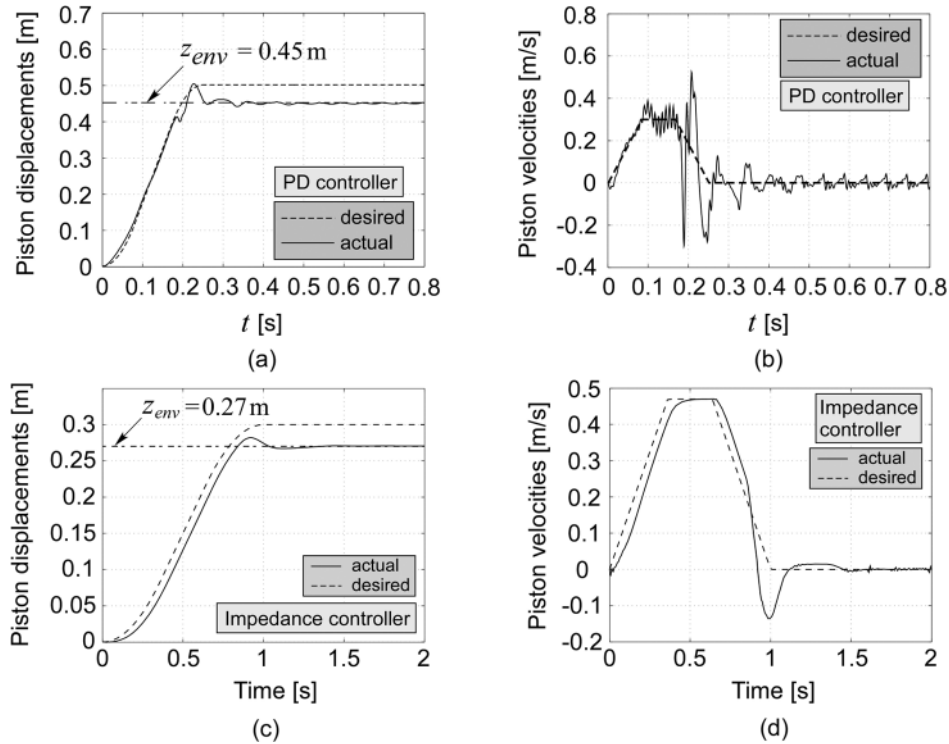 Piston displacements [m]
0.7
0.6
0.5
0.4
0.3
0.2
0.1
0
z_env = 0.45 m
PD controller
desired
actual
0 0.1 0.2 0.3 0.4 0.5 0.6 0.7 0.8
t [s]
(a)
Piston velocities [m/s]
0.8
0.6
0.4
0.2
0
-0.2
-0.4
desired
actual
PD controller
0 0.1 0.2 0.3 0.4 0.5 0.6 0.7 0.8
t [s]
(b)
Piston displacements [m]
0.3
0.25
0.2
0.15
0.1
0.05
0
z_env = 0.27 m
actual
desired
Impedance controller
0 0.5 1 1.5 2
Time [s]
(c)
Piston velocities [m/s]
0.5
0.4
0.3
0.2
0.1
0
-0.1
-0.2
Impedance
controller
actual
desired
0 0.5 1 1.5 2
Time [s]
(d)